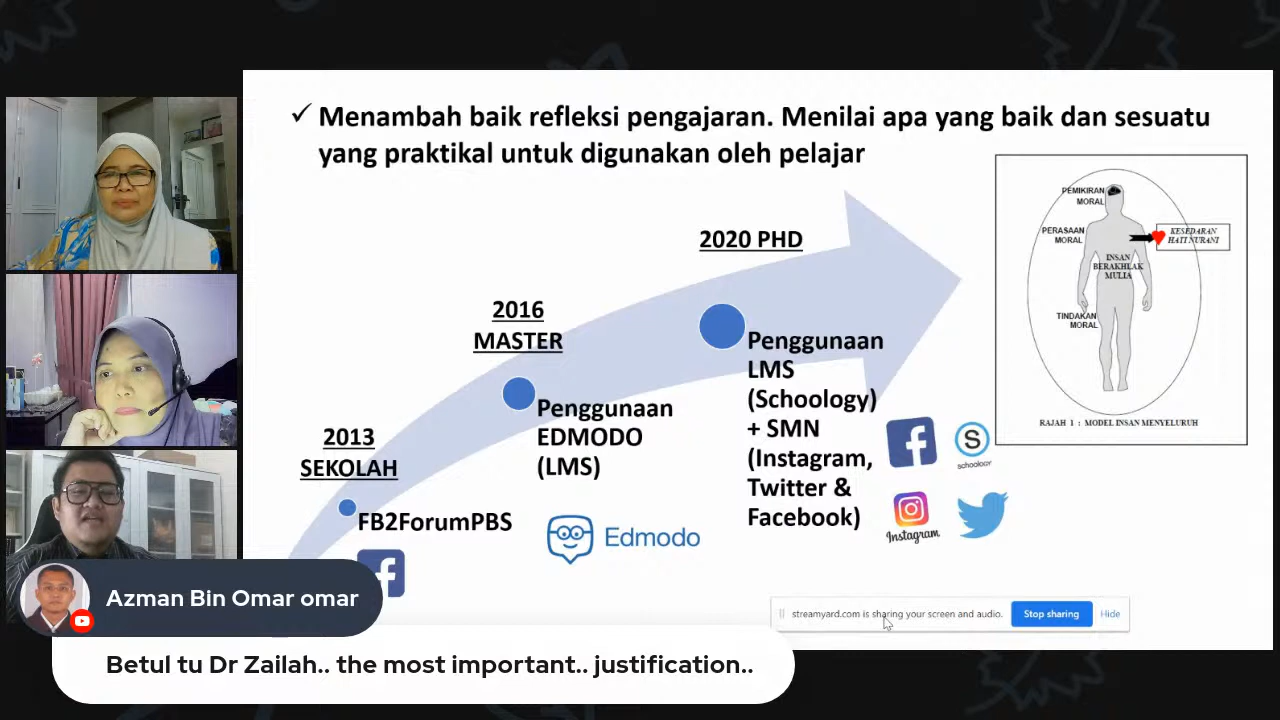 ✓ Menambah baik refleksi pengajaran. Menilai apa yang baik dan sesuatu
yang praktikal untuk digunakan oleh pelajar
2013
SEKOLAH
FB2ForumPBS
2016
MASTER
Penggunaan
EDMODO
(LMS)
Edmodo
2020 PHD
Penggunaan
LMS
(Schoology)
+ SMN
(Instagram,
Twitter &
Facebook)
S
schoology
Instagram
PEMIKIRAN
MORAL
PERASAAN
MORAL
KESEDARAN
HATI NURANI
INSAN
BERAKHLAK
MULIA
TINDAKAN
MORAL
RAJAH 1 : MODEL INSAN MENYELURUH
streamyard.com is sharing your screen and audio.
Stop sharing
Hide
Azman Bin Omar omar
Betul tu Dr Zailah.. the most important.. justification..